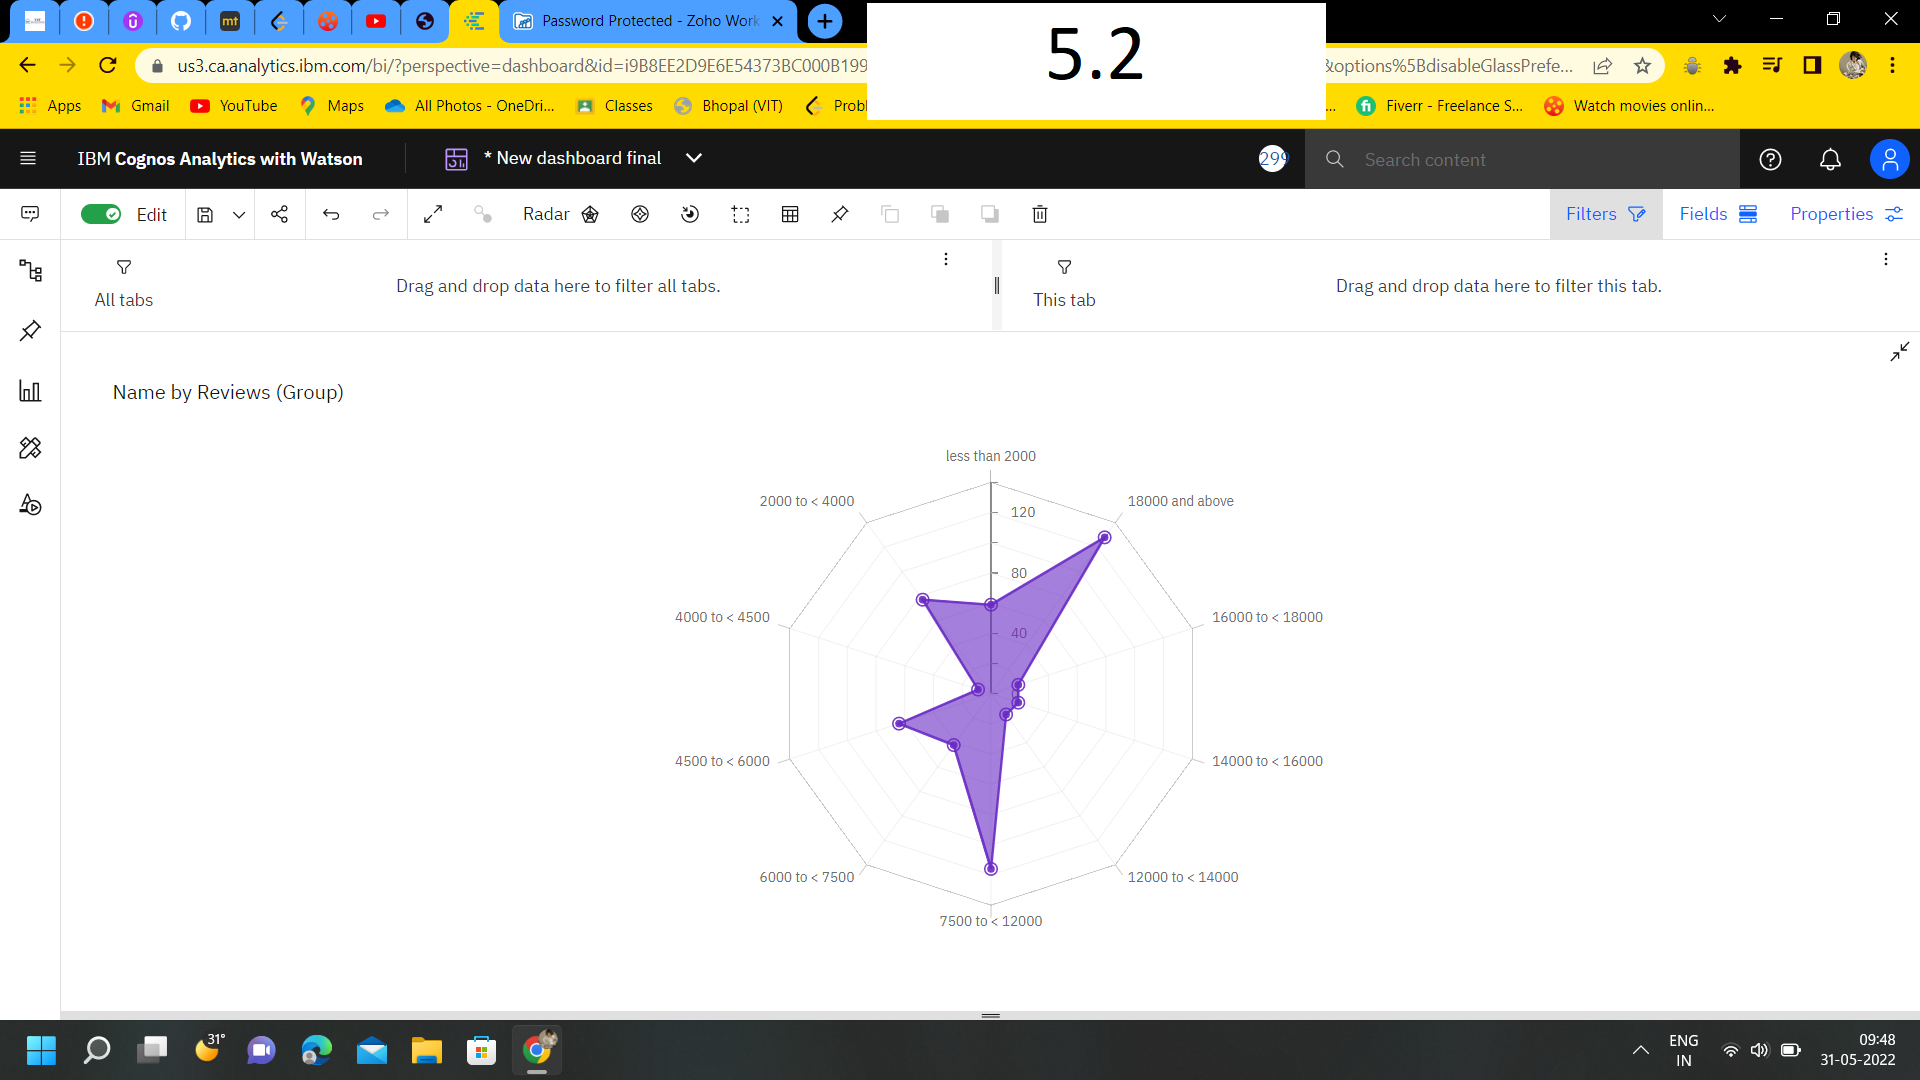 mt
Password Protected - Zoho Work
5.2
us3.ca.analytics.ibm.com/bi/?perspective=dashboard&id=i9B8EE2D9E6E54373BC000B199
&options%5BdisableGlassPrefe...
Apps Gmail YouTube Maps All Photos - OneDri... Classes Bhopal (VIT) Probl
... Fiverr - Freelance S... Watch movies onlin...
IBM Cognos Analytics with Watson
* New dashboard final
299
Search content
Edit
Radar
Filters
Fields
Properties
All tabs
Drag and drop data here to filter all tabs.
This tab
Drag and drop data here to filter this tab.
Name by Reviews (Group)
less than 2000
2000 to < 4000
18000 and above
120
80
4000 to < 4500
16000 to < 18000
40
0
4500 to < 6000
14000 to < 16000
6000 to < 7500
12000 to < 14000
7500 to < 12000
31°
ENG
IN
09:48
31-05-2022